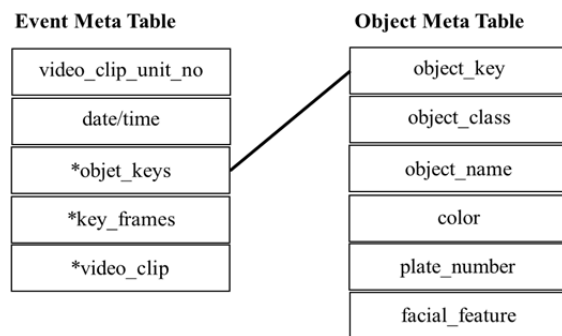 Event Meta Table
video_clip_unit_no
date/time
*objet_keys
*key_frames
*video_clip
Object Meta Table
object_key
object_class
object_name
color
plate_number
facial_feature